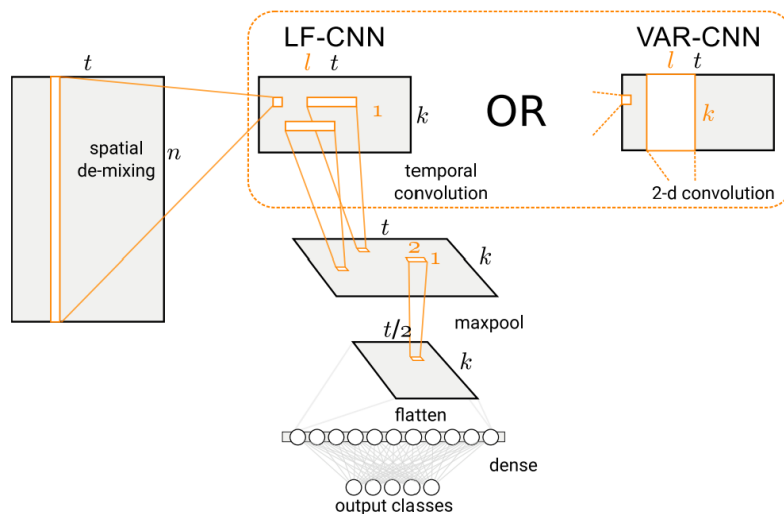 LF-CNN
VAR-CNN
t
l t
l t
1
k
OR
k
spatial
de-mixing
n
temporal
convolution
2-d convolution
t
2
1
k
maxpool
t/2
k
flatten
dense
output classes